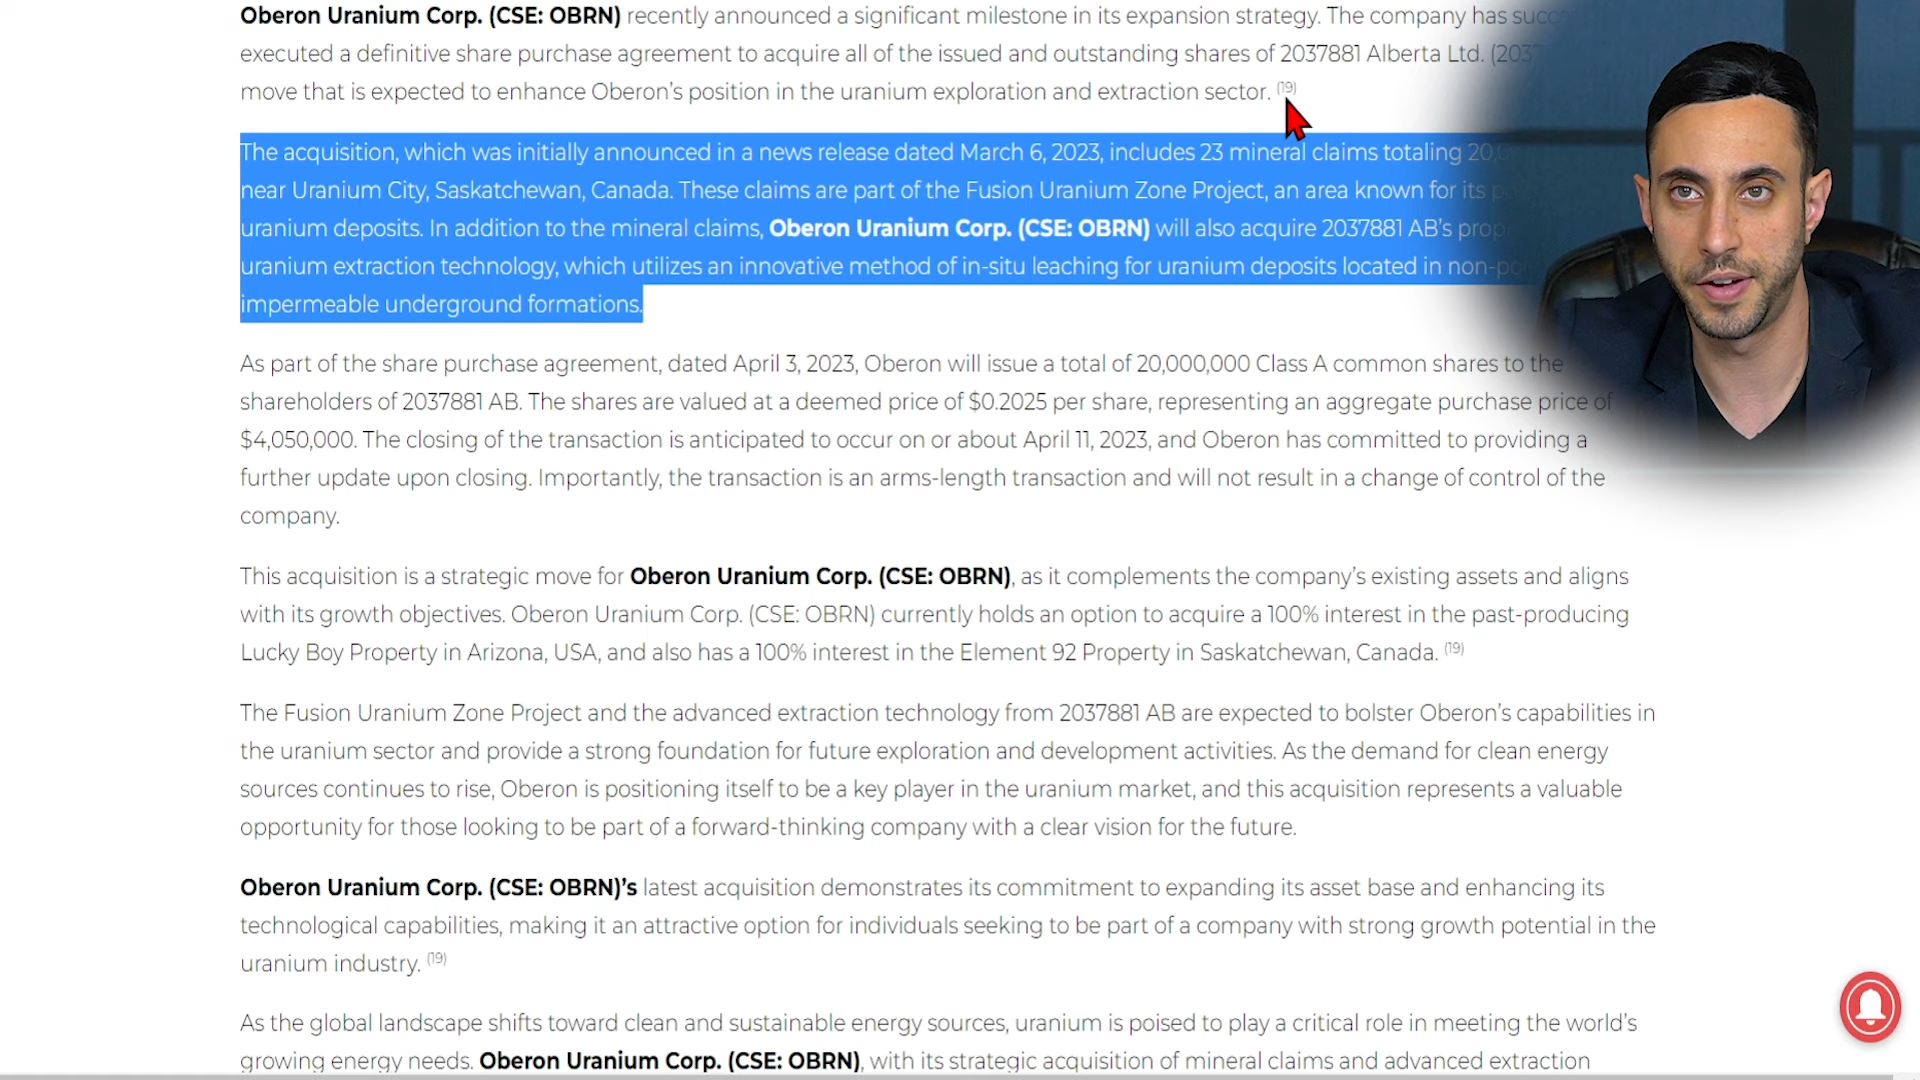 Oberon Uranium Corp. (CSE: OBRN) recently announced a significant milestone in its expansion strategy. The company has
executed a definitive share purchase agreement to acquire all of the issued and outstanding shares of 2037881 Alberta Ltd.
move that is expected to enhance Oberon's position in the uranium exploration and extraction sector. (19)
The acquisition, which was initially announced in a news release dated March 6, 2023, includes 23 mineral claims totaling
near Uranium City, Saskatchewan, Canada. These claims are part of the Fusion Uranium Zone Project, an area known for its
uranium deposits. In addition to the mineral claims, Oberon Uranium Corp. (CSE: OBRN) will also acquire 2037881 AB's
uranium extraction technology, which utilizes an innovative method of in-situ leaching for uranium deposits located in
impermeable underground formations.
As part of the share purchase agreement, dated April 3, 2023, Oberon will issue a total of 20,000,000 Class A common shares to the
shareholders of 2037881 AB. The shares are valued at a deemed price of $0.2025 per share, representing an aggregate purchase price of
$4,050,000. The closing of the transaction is anticipated to occur on or about April 11, 2023, and Oberon has committed to providing a
further update upon closing. Importantly, the transaction is an arms-length transaction and will not result in a change of control of the
company.
This acquisition is a strategic move for Oberon Uranium Corp. (CSE: OBRN), as it complements the company's existing assets and aligns
with its growth objectives. Oberon Uranium Corp. (CSE: OBRN) currently holds an option to acquire a 100% interest in the past-producing
Lucky Boy Property in Arizona, USA, and also has a 100% interest in the Element 92 Property in Saskatchewan, Canada. (19)
The Fusion Uranium Zone Project and the advanced extraction technology from 2037881 AB are expected to bolster Oberon's capabilities in
the uranium sector and provide a strong foundation for future exploration and development activities. As the demand for clean energy
sources continues to rise, Oberon is positioning itself to be a key player in the uranium market, and this acquisition represents a valuable
opportunity for those looking to be part of a forward-thinking company with a clear vision for the future.
Oberon Uranium Corp. (CSE: OBRN)'s latest acquisition demonstrates its commitment to expanding its asset base and enhancing its
technological capabilities, making it an attractive option for individuals seeking to be part of a company with strong growth potential in the
uranium industry. (19)
As the global landscape shifts toward clean and sustainable energy sources, uranium is poised to play a critical role in meeting the world's
growing energy needs. Oberon Uranium Corp. (CSE: OBRN), with its strategic acquisition of mineral claims and advanced extraction